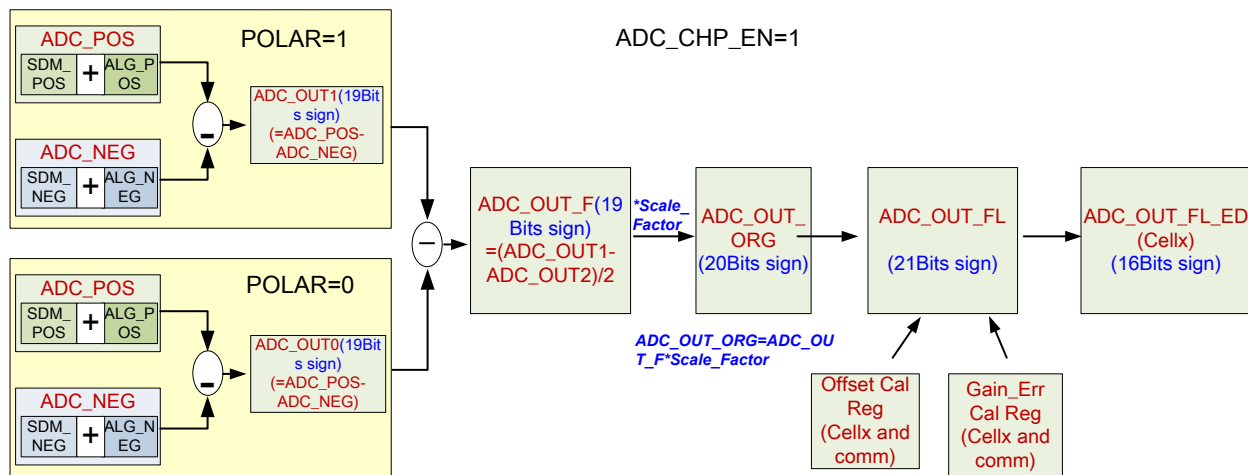 POLAR=1
ADC_POS
SDM_
POS
+
ALG_P
OS
ADC_NEG
SDM_
NEG
+
ALG_N
EG
-
ADC_OUT1(19Bit
s sign)
(=ADC_POS-
ADC_NEG)
ADC_CHP_EN=1
POLAR=0
ADC_POS
SDM_
POS
+
ALG_P
OS
ADC_NEG
SDM_
NEG
+
ALG_N
EG
-
ADC_OUT0(19Bit
s sign)
(=ADC_POS-
ADC_NEG)
−
ADC_OUT_F(19
Bits sign)
=(ADC_OUT1-
ADC_OUT2)/2
*Scale_
Factor
ADC_OUT_
ORG
(20Bits sign)
ADC_OUT_ORG=ADC_OU
T_F*Scale_Factor
ADC_OUT_FL
(21Bits sign)
Offset Cal
Reg
(Cellx and
comm)
Gain_Err
Cal Reg
(Cellx and
comm)
ADC_OUT_FL_ED
(Cellx)
(16Bits sign)